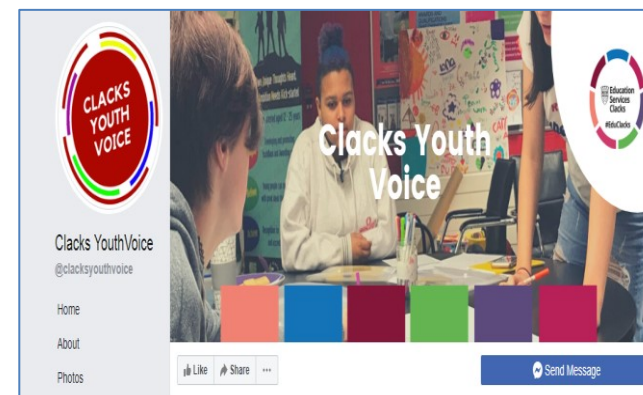 CLACKS
YOUTH
VOICE
Clacks YouthVoice
@clacksyouthvoice
Home
About
Photos
Clacks Youth
Voice
Education
Services
Clacks
#EduClacks
Like
Share
Send Message